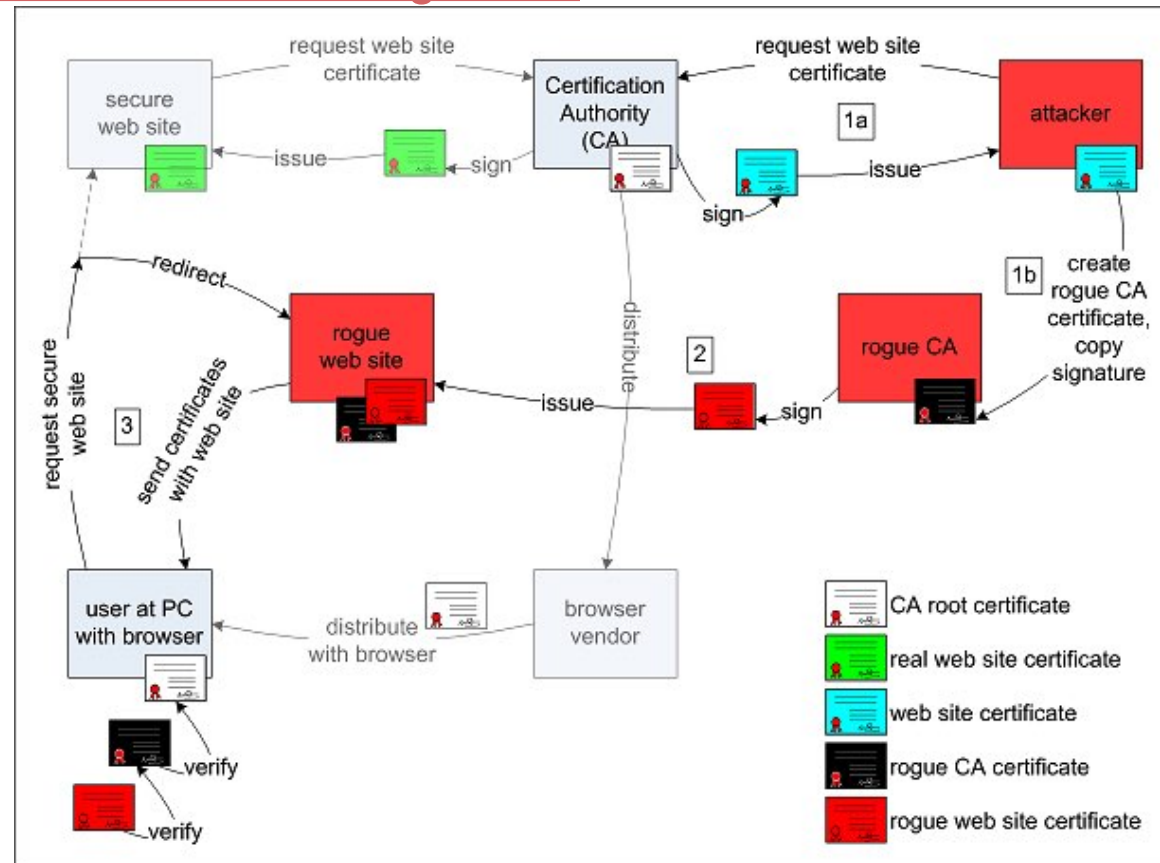 request web site
certificate
request web site
certificate
secure
web site
Certification
Authority
(CA)
attacker
1a
issue
sign
issue
sign
redirect
1b
create
rogue CA
certificate,
copy
signature
rogue
web site
distribute
2
rogue CA
issue
sign
request secure
web site
3
send certificates
with web site
user at PC
with browser
distribute
with browser
browser
vendor
CA root certificate
real web site certificate
web site certificate
rogue CA certificate
rogue web site certificate
verify
verify